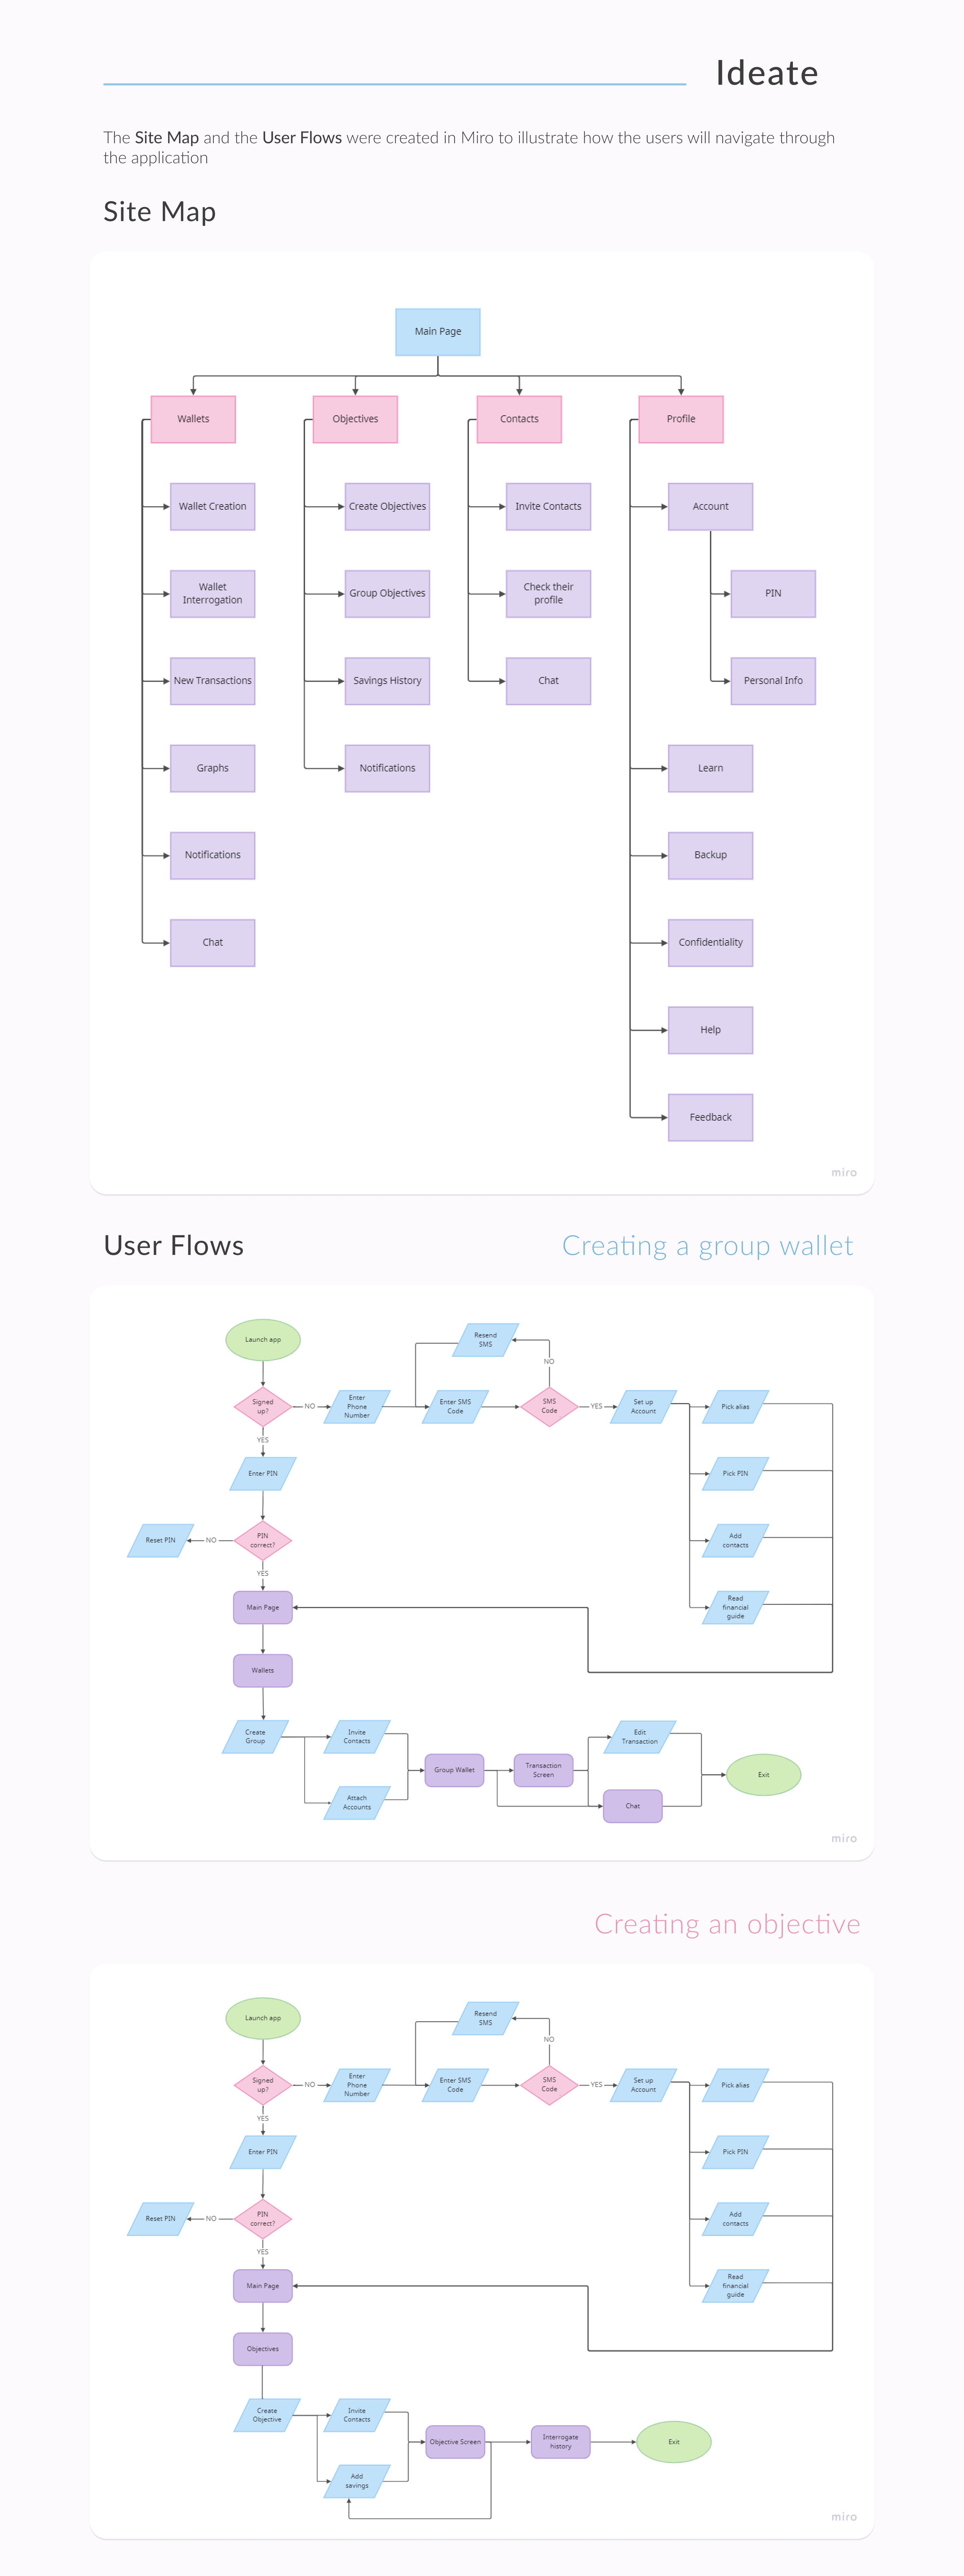 Ideate
The Site Map and the User Flows were created in Miro to illustrate how the users will navigate through
the application
Site Map
Main Page
Wallets
Objectives
Contacts
Profile
Wallet Creation
Create Objectives
Invite Contacts
Account
Wallet
Interrogation
Group Objectives
Check their
profile
PIN
New Transactions
Savings History
Chat
Personal Info
Graphs
Notifications
Learn
Notifications
Backup
Chat
Confidentiality
Help
Feedback
miro
User Flows
Creating a group wallet
Launch app
Resend
SMS
NO
Signed
up?
NO
Enter
Phone
Number
Enter SMS
Code
SMS
Code
YES
Set up
Account
Pick alias
YES
Enter PIN
Pick PIN
Reset PIN
NO
PIN
correct?
Add
contacts
YES
Main Page
Read
financial
guide
Wallets
Create
Group
Invite
Contacts
Edit
Transaction
Group Wallet
Transaction
Screen
Exit
Attach
Accounts
Chat
miro
Creating an objective
Launch app
Resend
SMS
NO
Signed
up?
NO
Enter
Phone
Number
Enter SMS
Code
SMS
Code
YES
Set up
Account
Pick alias
YES
Enter PIN
Pick PIN
Reset PIN
NO
PIN
correct?
Add
contacts
YES
Main Page
Read
financial
guide
Objectives
Create
Objective
Invite
Contacts
Objective Screen
Interrogate
history
Exit
Add
savings
miro